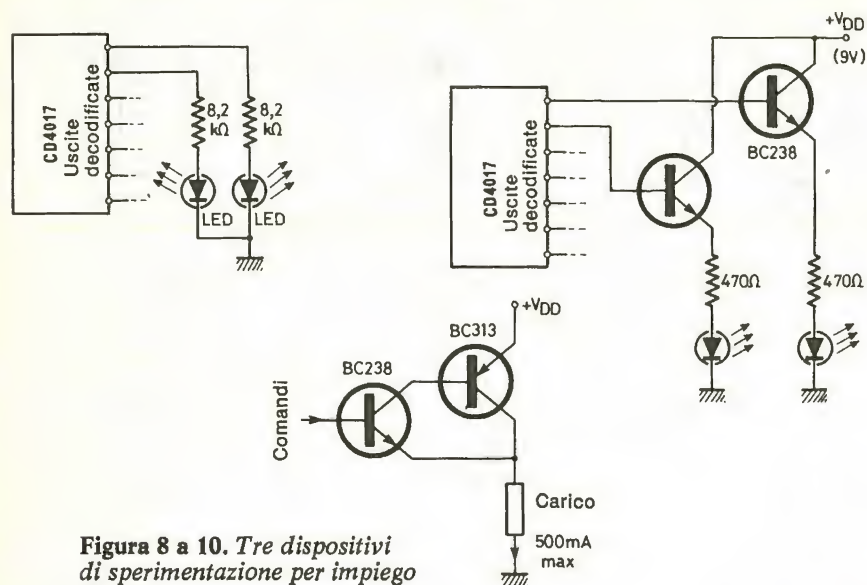 CD4017
Uscite
decodificate
8,2
kΩ
8,2
kΩ
LED
LED
CD4017
Uscite
decodificate
+VDD
(9V)
BC238
470Ω
470Ω
+VDD
BC313
BC238
Comandi
Carico
500mA
max
Figura 8 a 10. Tre dispositivi
di sperimentazione per impiego